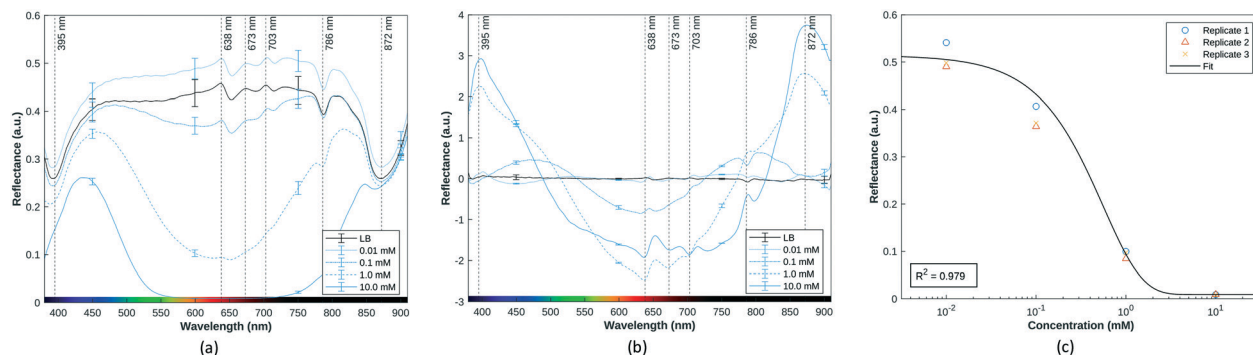 395 nm
638 nm
673 nm
703 nm
786 nm
872 nm
0.6
0.5
0.4
0.3
0.2
0.1
0
Reflectance (a.u.)
LB
0.01 mM
0.1 mM
1.0 mM
10.0 mM
400 450 500 550 600 650 700 750 800 850 900
Wavelength (nm)
(a)
395 nm
638 nm
673 nm
703 nm
786 nm
872 nm
4
3
2
1
0
-1
-2
-3
Reflectance (a.u.)
LB
0.01 mM
0.1 mM
1.0 mM
10.0 mM
400 450 500 550 600 650 700 750 800 850 900
Wavelength (nm)
(b)
Replicate 1
Replicate 2
Replicate 3
Fit
0.6
0.5
0.4
0.3
0.2
0.1
0
Reflectance (a.u.)
R² = 0.979
10⁻² 10⁻¹ 10⁰ 10¹
Concentration (mM)
(c)